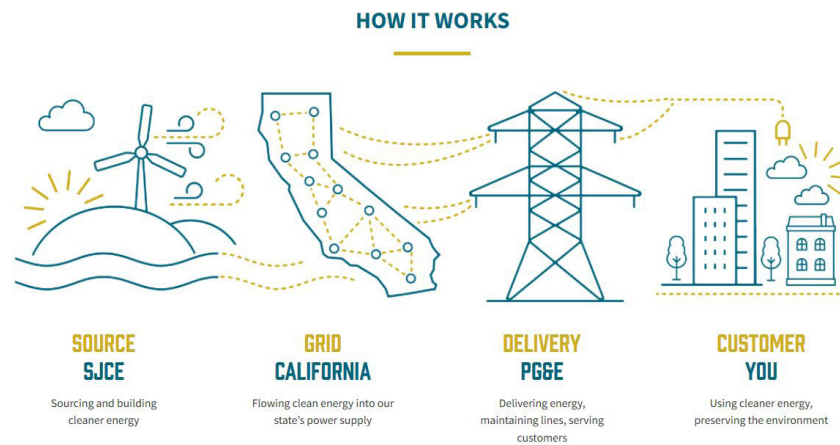 HOW IT WORKS
SOURCE
SJCE
Sourcing and building
cleaner energy
GRID
CALIFORNIA
Flowing clean energy into our
state's power supply
DELIVERY
PG&E
Delivering energy,
maintaining lines, serving
customers
CUSTOMER
YOU
Using cleaner energy,
preserving the environment